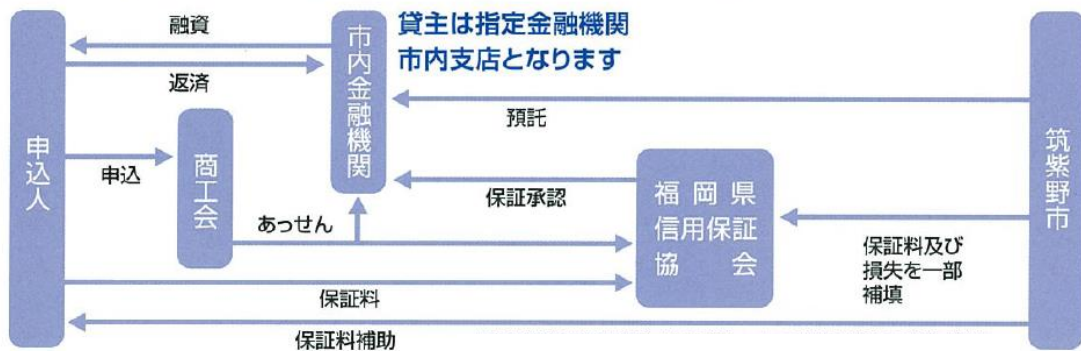 融資
返済
市内金融機関
貸主は指定金融機関
市内支店となります
預託
申込人
申込
商工会
あっせん
保証承認
福岡県
信用保証
協会
筑紫野市
保証料及び
損失を一部
補填
保証料
保証料補助